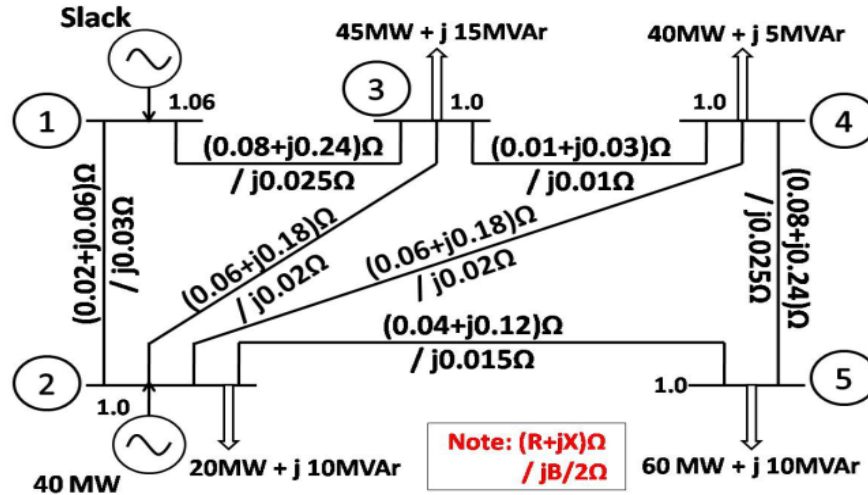 Slack
45MW + j 15MVAr
40MW + j 5MVAr
1
1.06
3
1.0
1.0
4
(0.08+j0.24)Ω
/ j0.025Ω
(0.01+j0.03)Ω
/ j0.01Ω
(0.02+j0.06)Ω
/ j0.03Ω
(0.06+j0.18)Ω
/ j0.02Ω
(0.06+j0.18)Ω
/ j0.02Ω
(0.08+j0.24)Ω
/ j0.025Ω
(0.04+j0.12)Ω
/ j0.015Ω
2
1.0
1.0
5
40 MW
20MW + j 10MVAr
Note: (R+jX)Ω
/ jB/2Ω
60 MW + j 10MVAr